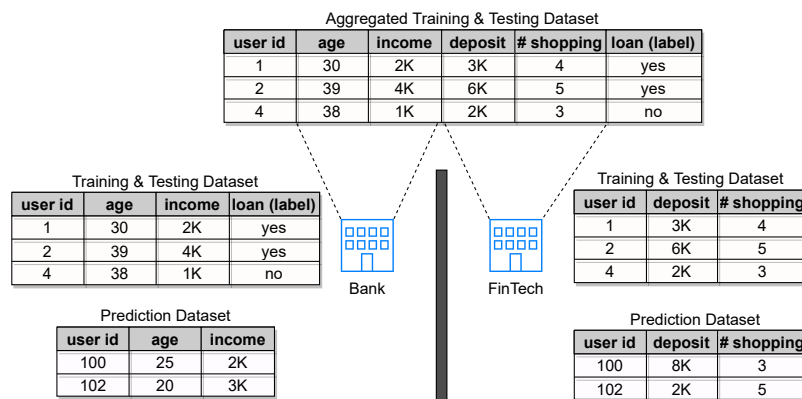 Aggregated Training & Testing Dataset
user id age income deposit # shopping loan (label)
1 30 2K 3K 4 yes
2 39 4K 6K 5 yes
4 38 1K 2K 3 no
Training & Testing Dataset
user id age income loan (label)
1 30 2K yes
2 39 4K yes
4 38 1K no
Bank
Prediction Dataset
user id age income
100 25 2K
102 20 3K
Training & Testing Dataset
user id deposit # shopping
1 3K 4
2 6K 5
4 2K 3
FinTech
Prediction Dataset
user id deposit # shopping
100 8K 3
102 2K 5